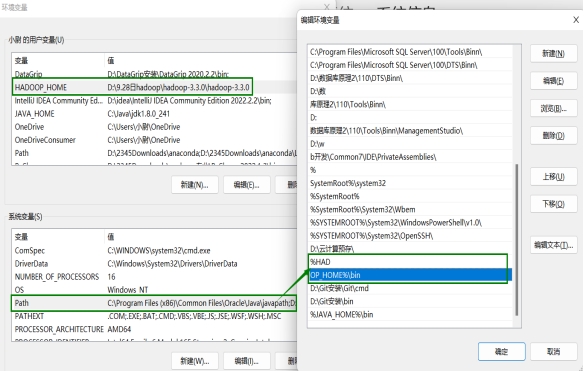 环境变量
X
小尉 的用户变量(U)
变量 值
DataGrip D:\DataGrip安装\DataGrip 2020.2.2\bin;
HADOOP_HOME D:\9.28日hadoop\hadoop-3.3.0\hadoop-3.3.0
IntelliJ IDEA Community Ed... D:\idea\IntelliJ IDEA Community Edition 2022.2.2\bin;
JAVA_HOME C:\Java\jdk1.8.0_241
OneDrive C:\Users\小尉\OneDrive
OneDriveConsumer C:\Users\小尉\OneDrive
Path D:\2345Downloads\anaconda;D:\2345Downloads\anaconda\L
新建(N)... 编辑(E)... 删
系统变量(S)
变量 值
ComSpec C:\WINDOWS\system32\cmd.exe
DriverData C:\Windows\System32\Drivers\DriverData
NUMBER_OF_PROCESSORS 16
OS Windows_NT
Path C:\Program Files (x86)\Common Files\Oracle\Java\javapath;D:
PATHEXT .COM;.EXE;.BAT;.CMD;.VBS;.VBE;.JS;.JSE;.WSF;.WSH;.MSC
PROCESSOR_ARCHITECTURE AMD64
新建(W)... 编辑(I)... 删
编辑环境变量
X
C:\Program Files\Microsoft SQL Server\100\Tools\Binn\
C:\Program Files\Microsoft SQL Server\100\DTS\Binn\
D:\数据库原理2\110\DTS\Binn\
D:\数
库原理2\110\Tools\Binn\
D:
数据库原理2\110\Tools\Binn\ManagementStudio\
D:\w
b开发\Common7\IDE\PrivateAssemblies\
%
SystemRoot%\system32
%SystemRoot%
%SystemRoot%\System32\Wbem
%SYSTEMROOT%\System32\WindowsPowerShell\v1.0\
%SYSTEMROOT%\System32\OpenSSH\
D:\云计算预存\
%HAD
OP_HOME%\bin
D:\Git安装\Git\cmd
D:\Git安装\bin
%JAVA_HOME%\bin
新建(N)
编辑(E)
浏览(B)...
删除(D)
上移(U)
下移(O)
编辑文本(T)...
确定 取消